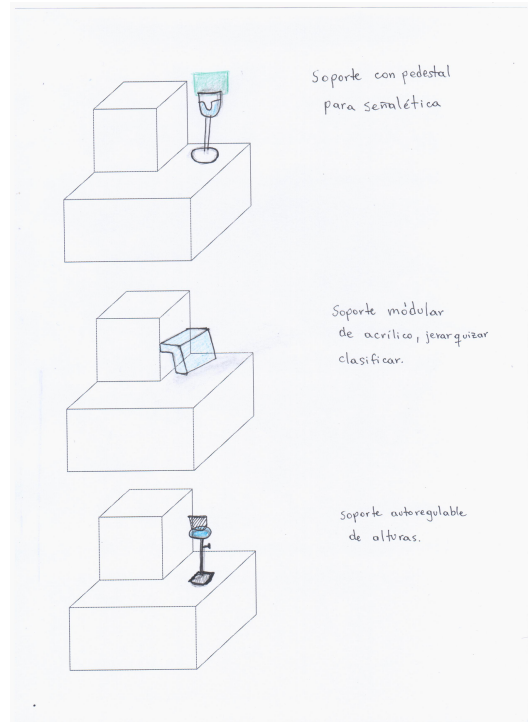 Soporte con pedestal
para señalética
Soporte módular
de acrílico, jerarquizar
clasificar.
Soporte autoregulable
de alturas.